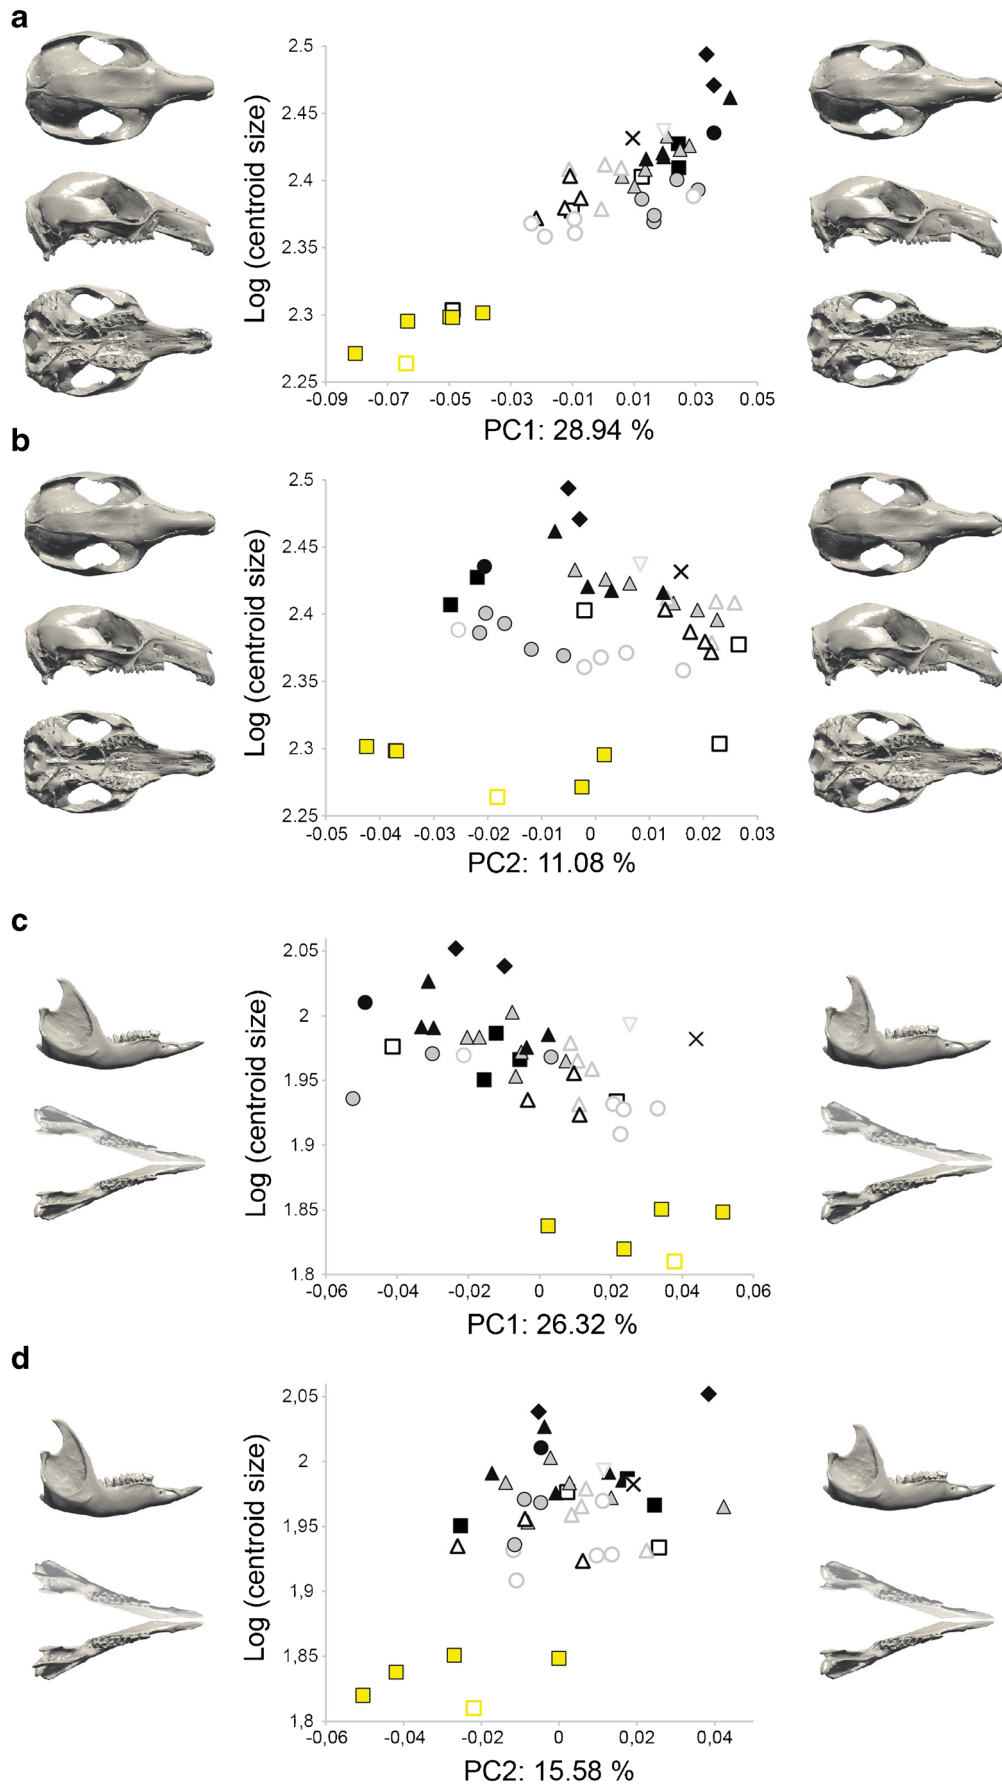 a
2.5
2.45
2.4
2.35
2.3
2.25
Log (centroid size)
-0.09 -0.07 -0.05 -0.03 -0.01 0.01 0.03 0.05
PC1: 28.94 %
b
2.5
2.45
2.4
2.35
2.3
2.25
Log (centroid size)
-0.05 -0.04 -0.03 -0.02 -0.01 0 0.01 0.02 0.03
PC2: 11.08 %
c
2.05
2
1.95
1.9
1.85
1.8
Log (centroid size)
-0,06 -0,04 -0,02 0 0,02 0,04 0,06
PC1: 26.32 %
d
2,05
2
1,95
1,9
1,85
1,8
Log (centroid size)
-0,06 -0,04 -0,02 0 0,02 0,04
PC2: 15.58 %